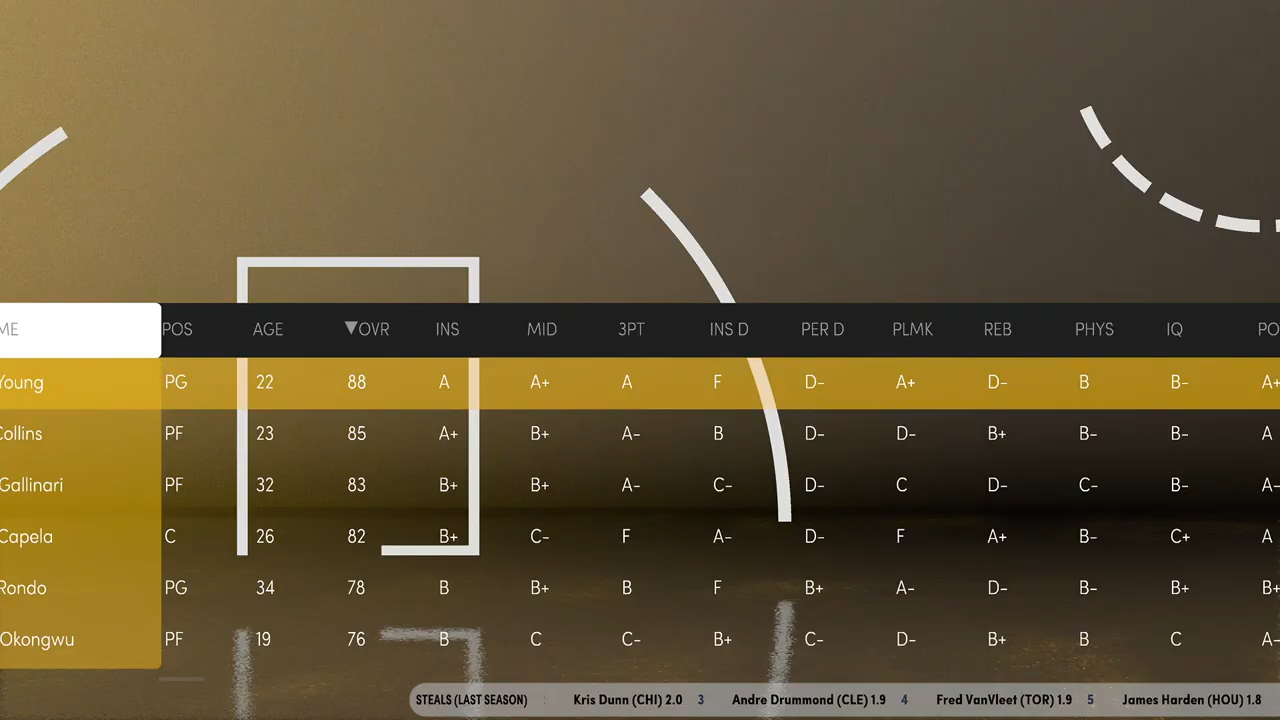 ME POS AGE ▼OVR INS MID 3PT INS D PER D PLMK REB PHYS IQ PO
Young PG 22 88 A A+ A F D- A+ D- B B- A+
Collins PF 23 85 A+ B+ A- B D- D- B+ B- B- A
Gallinari PF 32 83 B+ B+ A- C- D- C D- C- B- A-
Capela C 26 82 B+ C- F A- D- F A+ B- C+ A
Rondo PG 34 78 B B+ B F B+ A- D- B- B+ B+
Okongwu PF 19 76 B C C- B+ C- D- B+ B C A-
STEALS (LAST SEASON) Kris Dunn (CHI) 2.0 3 Andre Drummond (CLE) 1.9 4 Fred VanVleet (TOR) 1.9 5 James Harden (HOU) 1.8